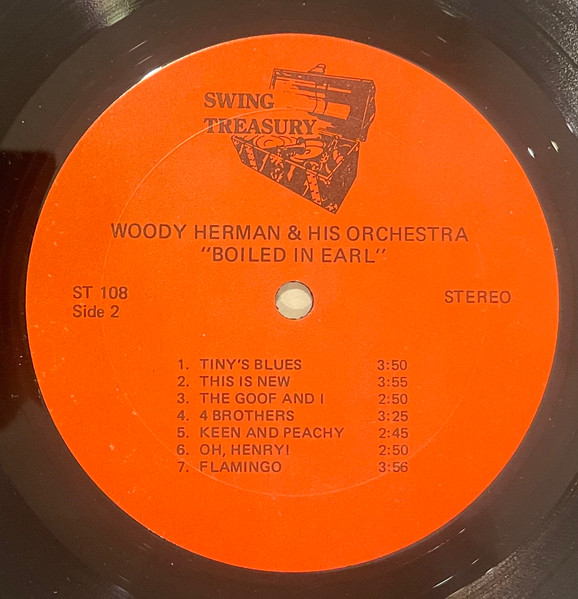 SWING
TREASURY
WOODY HERMAN & HIS ORCHESTRA
"BOILED IN EARL"
ST 108
STEREO
Side 2
1. TINY'S BLUES 3:50
2. THIS IS NEW 3:55
3. THE GOOF AND I 2:50
4. 4 BROTHERS 3:25
5. KEEN AND PEACHY 2:45
6. OH, HENRY! 2:50
7. FLAMINGO 3:56